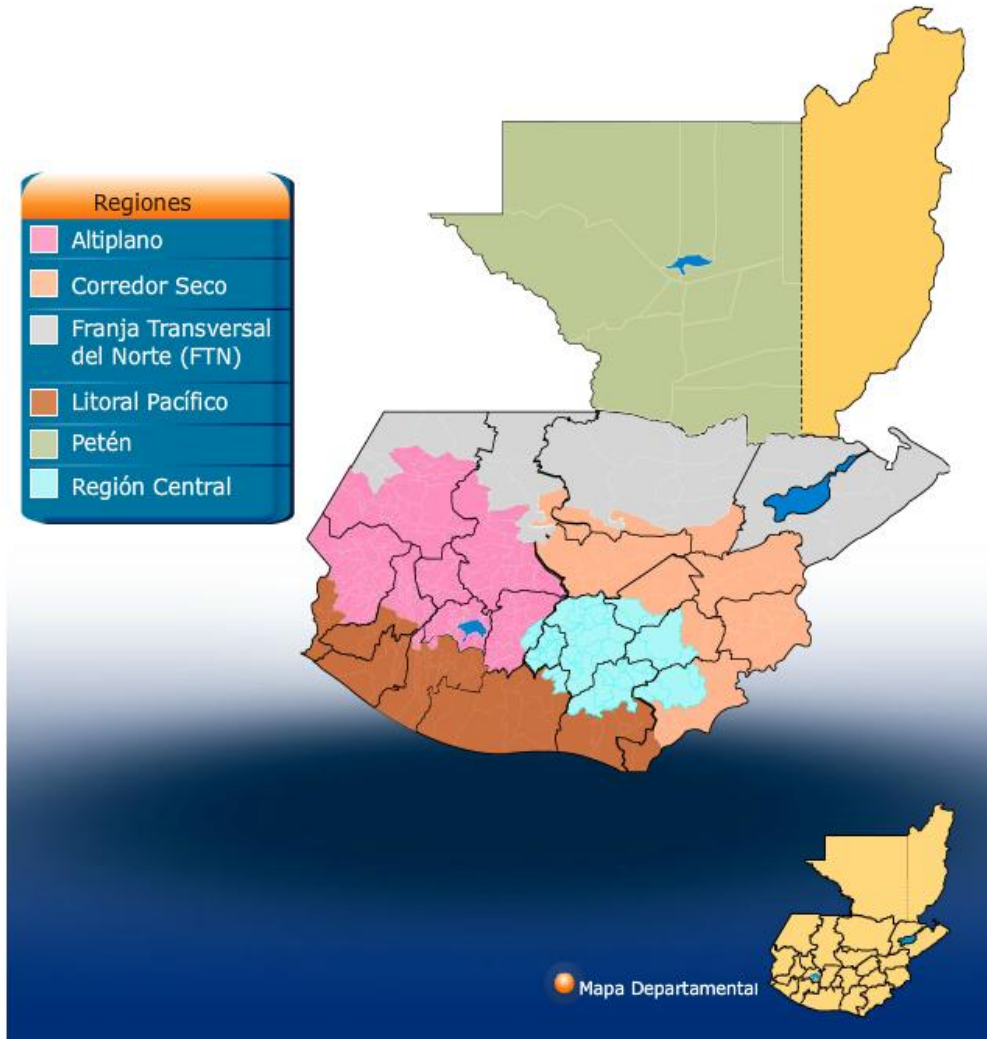 Regiones
Altiplano
Corredor Seco
Franja Transversal
del Norte (FTN)
Litoral Pacífico
Petén
Región Central
Mapa Departamental